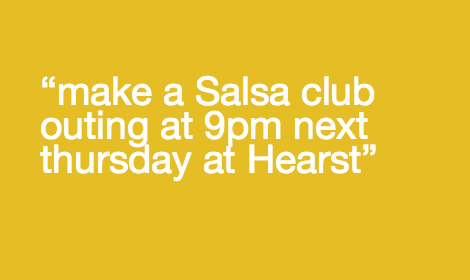 “make a Salsa club
outing at 9pm next
thursday at Hearst”